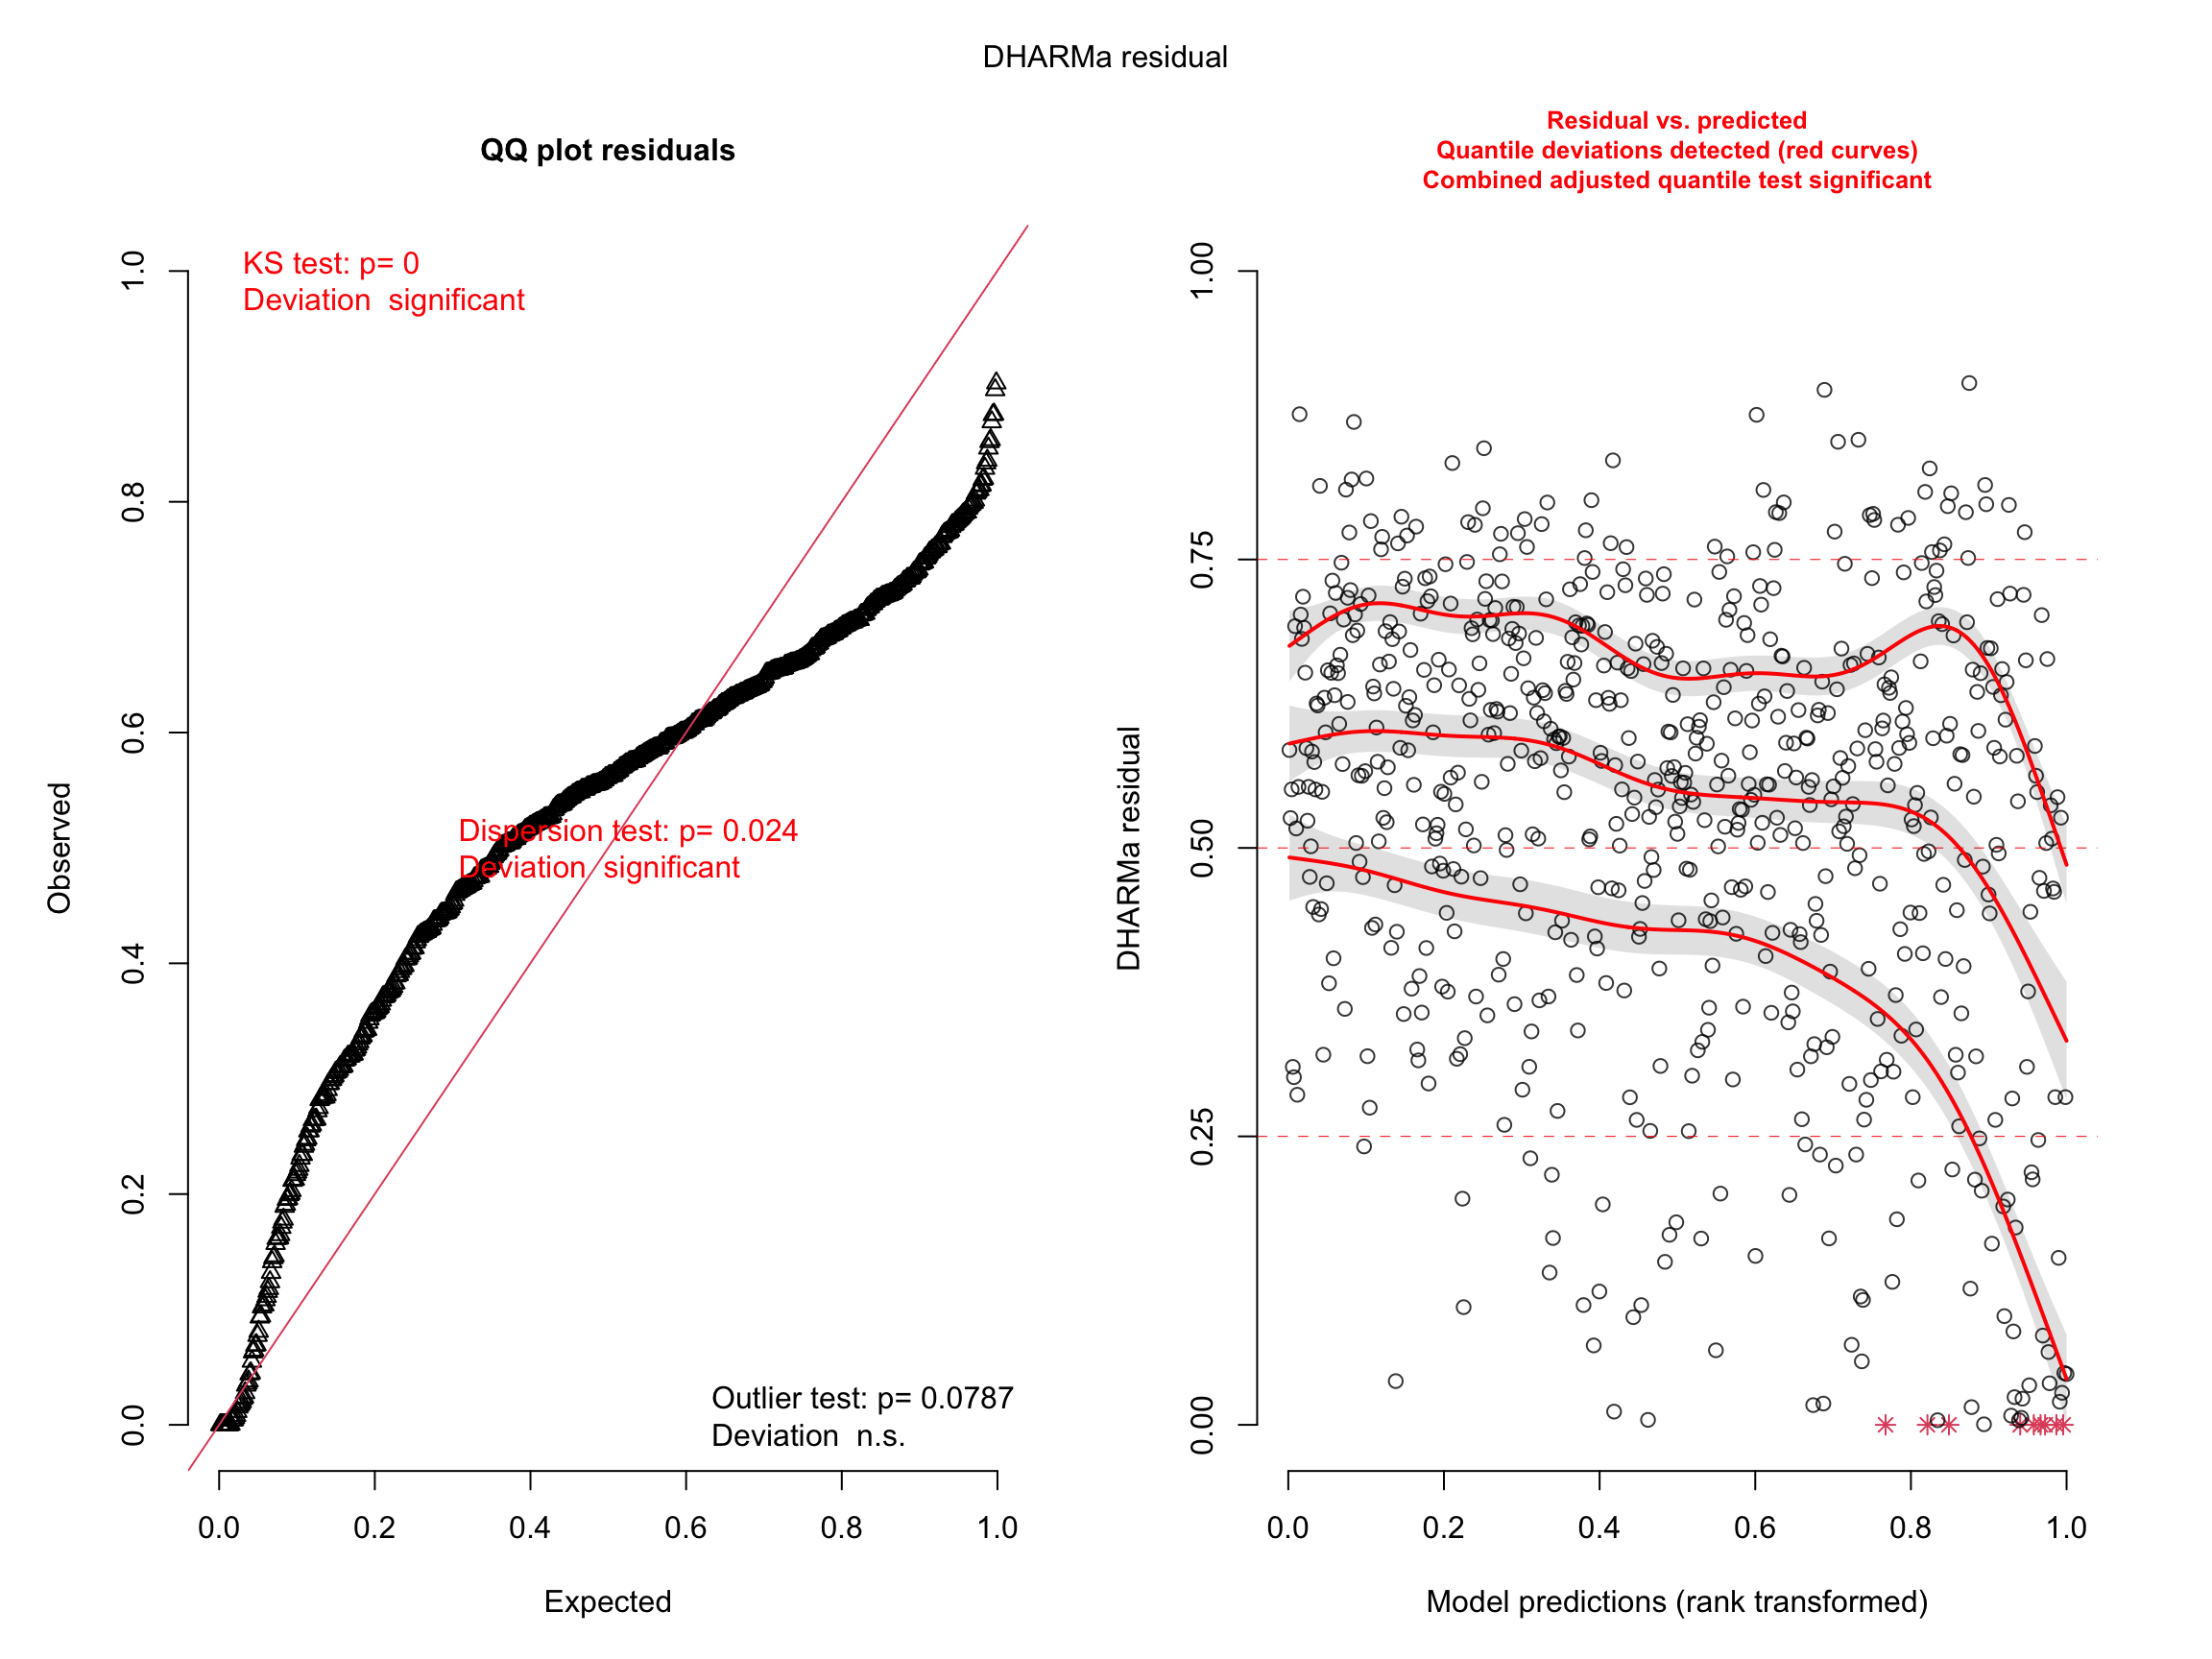 DHARMa residual
QQ plot residuals
KS test: p= 0
Deviation  significant
Dispersion test: p= 0.024
Deviation  significant
Outlier test: p= 0.0787
Deviation  n.s.
Observed
0.0
0.2
0.4
0.6
0.8
1.0
0.0 0.2 0.4 0.6 0.8 1.0
Expected
Residual vs. predicted
Quantile deviations detected (red curves)
Combined adjusted quantile test significant
DHARMa residual
0.00
0.25
0.50
0.75
1.00
0.0 0.2 0.4 0.6 0.8 1.0
Model predictions (rank transformed)